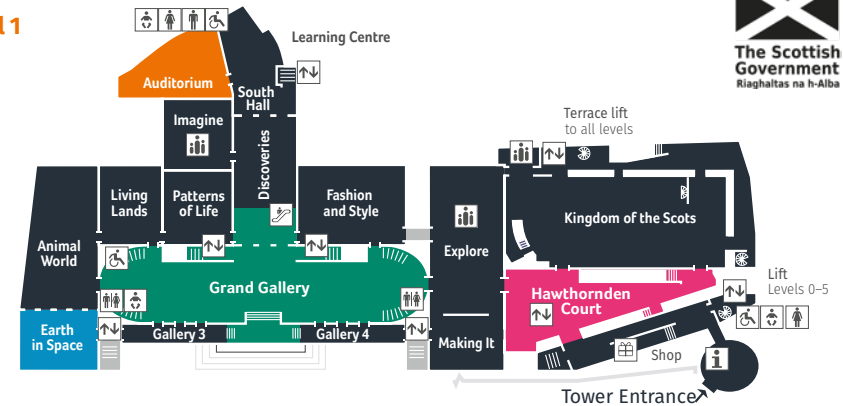 l 1
Learning Centre
Auditorium
South
Hall
Imagine
Discoveries
The Scottish
Government
Riaghaltas na h-Alba
Terrace lift
to all levels
Living
Lands
Patterns
of Life
Fashion
and Style
Kingdom of the Scots
Animal
World
Explore
Grand Gallery
Hawthornden
Court
Lift
Levels 0–5
Earth
in Space
Gallery 3
Gallery 4
Making It
Shop
i
Tower Entrance